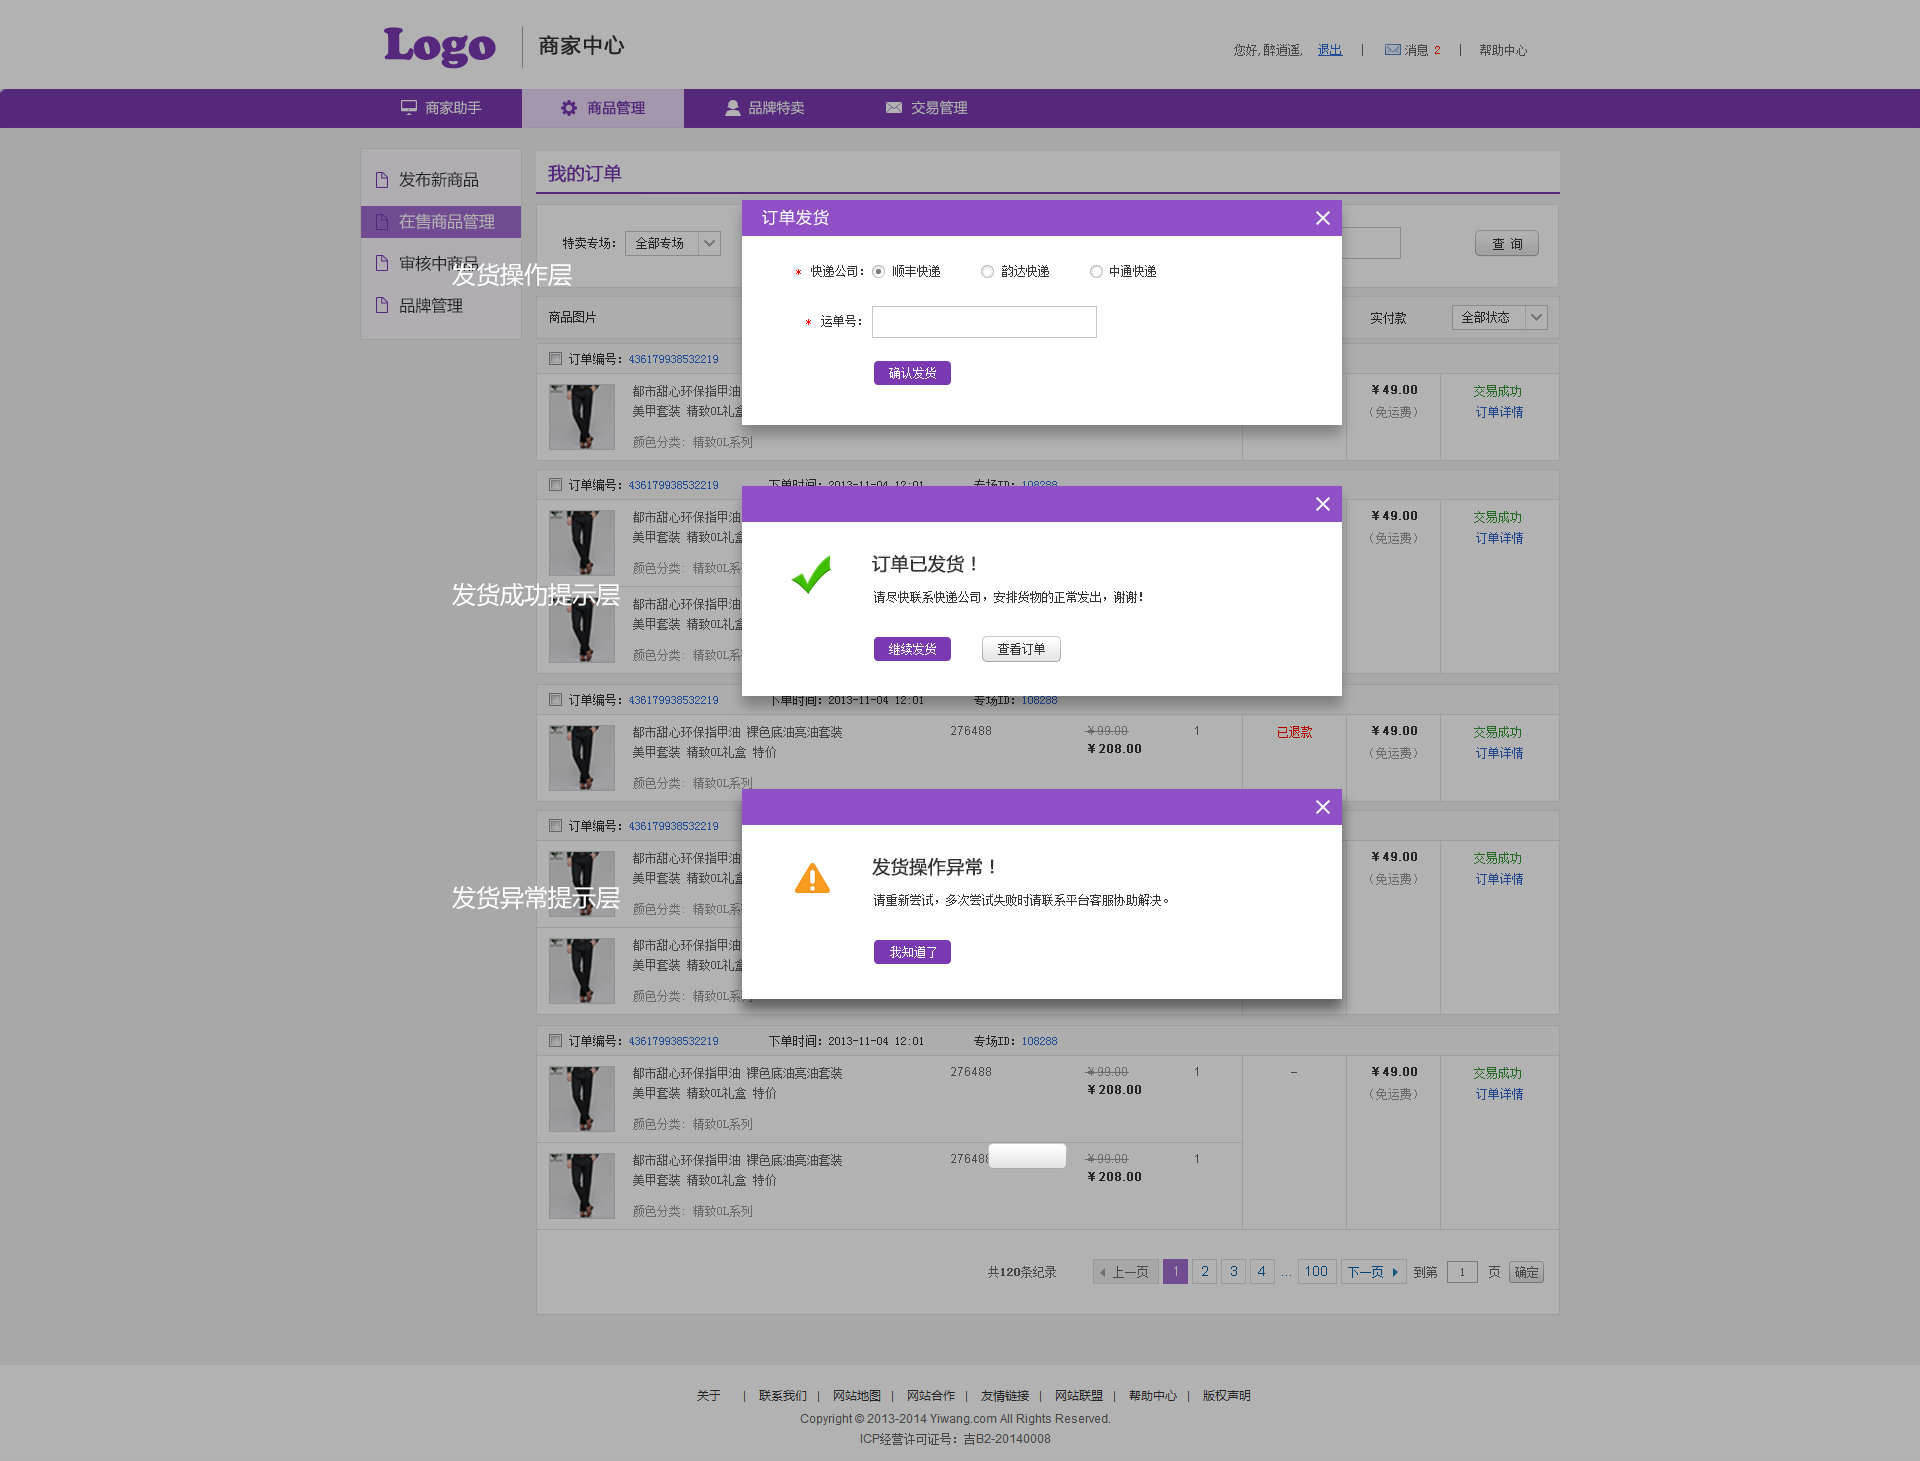 Logo 商家中心
您好,醉逍遥, 退出 | 消息 2 | 帮助中心
商家助手 商品管理 品牌特卖 交易管理
发布新商品
在售商品管理
审核中商品
品牌管理
我的订单
特卖专场： 全部专场
查 询
商品图片 实付款 全部状态
发货操作层
订单发货
* 快递公司： 顺丰快递 韵达快递 中通快递
* 运单号：
确认发货
订单编号：436179938532219
都市甜心环保指甲油
美甲套装 精致OL礼盒
颜色分类：精致OL系列
¥49.00
（免运费）
交易成功
订单详情
订单编号：436179938532219 下单时间：2013-11-04 12:01 专场ID：108288
都市甜心环保指甲油
美甲套装 精致OL礼盒
颜色分类：精致OL系
¥49.00
（免运费）
交易成功
订单详情
都市甜心环保指甲油
美甲套装 精致OL礼盒
颜色分类：精致OL系
发货成功提示层
订单已发货！
请尽快联系快递公司，安排货物的正常发出，谢谢！
继续发货 查看订单
订单编号：436179938532219 下单时间：2013-11-04 12:01 专场ID：108288
都市甜心环保指甲油 裸色底油亮油套装
美甲套装 精致OL礼盒 特价
颜色分类：精致OL系列
276488
¥99.00
¥208.00
1
已退款
¥49.00
（免运费）
交易成功
订单详情
订单编号：436179938532219
都市甜心环保指甲油
美甲套装 精致OL礼盒
颜色分类：精致OL系
¥49.00
（免运费）
交易成功
订单详情
都市甜心环保指甲油
美甲套装 精致OL礼盒
颜色分类：精致OL系列
发货异常提示层
发货操作异常！
请重新尝试，多次尝试失败时请联系平台客服协助解决。
我知道了
订单编号：436179938532219 下单时间：2013-11-04 12:01 专场ID：108288
都市甜心环保指甲油 裸色底油亮油套装
美甲套装 精致OL礼盒 特价
颜色分类：精致OL系列
276488
¥99.00
¥208.00
1
–
¥49.00
（免运费）
交易成功
订单详情
都市甜心环保指甲油 裸色底油亮油套装
美甲套装 精致OL礼盒 特价
颜色分类：精致OL系列
276488
¥99.00
¥208.00
1
共120条纪录 上一页 1 2 3 4 ... 100 下一页 到第 1 页 确定
关于 | 联系我们 | 网站地图 | 网站合作 | 友情链接 | 网站联盟 | 帮助中心 | 版权声明
Copyright © 2013-2014 Yiwang.com All Rights Reserved.
ICP经营许可证号：吉B2-20140008